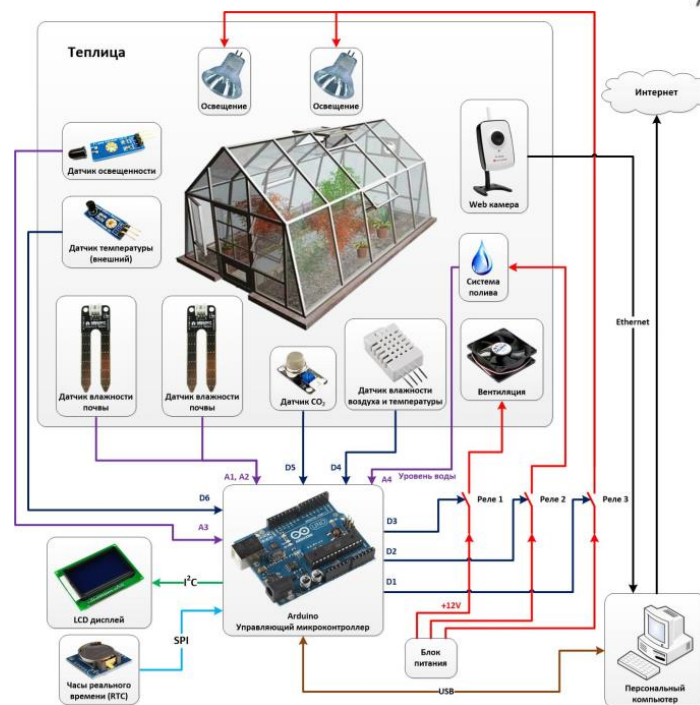 Теплица
Освещение
Освещение
Интернет
Датчик освещенности
Web камера
Датчик температуры
(внешний)
Система
полива
Ethernet
Датчик влажности
почвы
Датчик влажности
почвы
Датчик CO₂
Датчик влажности
воздуха и температуры
Вентиляция
A1, A2
D5
D4
A4
Уровень воды
D6
A3
D3
Реле 1
Реле 2
Реле 3
D2
D1
UNO
ARDUINO
I²C
LCD дисплей
Arduino
Управляющий микроконтроллер
+12V
SPI
Блок
питания
Часы реального
времени (RTC)
USB
Персональный
компьютер